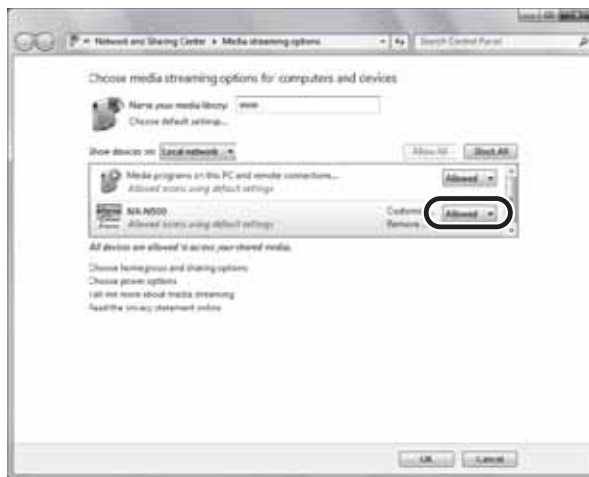 Network and Sharing Center Media streaming options
Search Control Panel
Choose media streaming options for computers and devices
Name your media library:
Choose default settings...
Show devices on: Local network
Allow All Block All
Media programs on this PC and remote connections...
Allowed access using default settings
Allowed
NA-N500
Allowed access using default settings
Customize... Allowed
Remove...
All devices are allowed to access your shared media.
Choose homegroup and sharing options
Choose power options
Tell me more about media streaming
Read the privacy statement online
OK Cancel